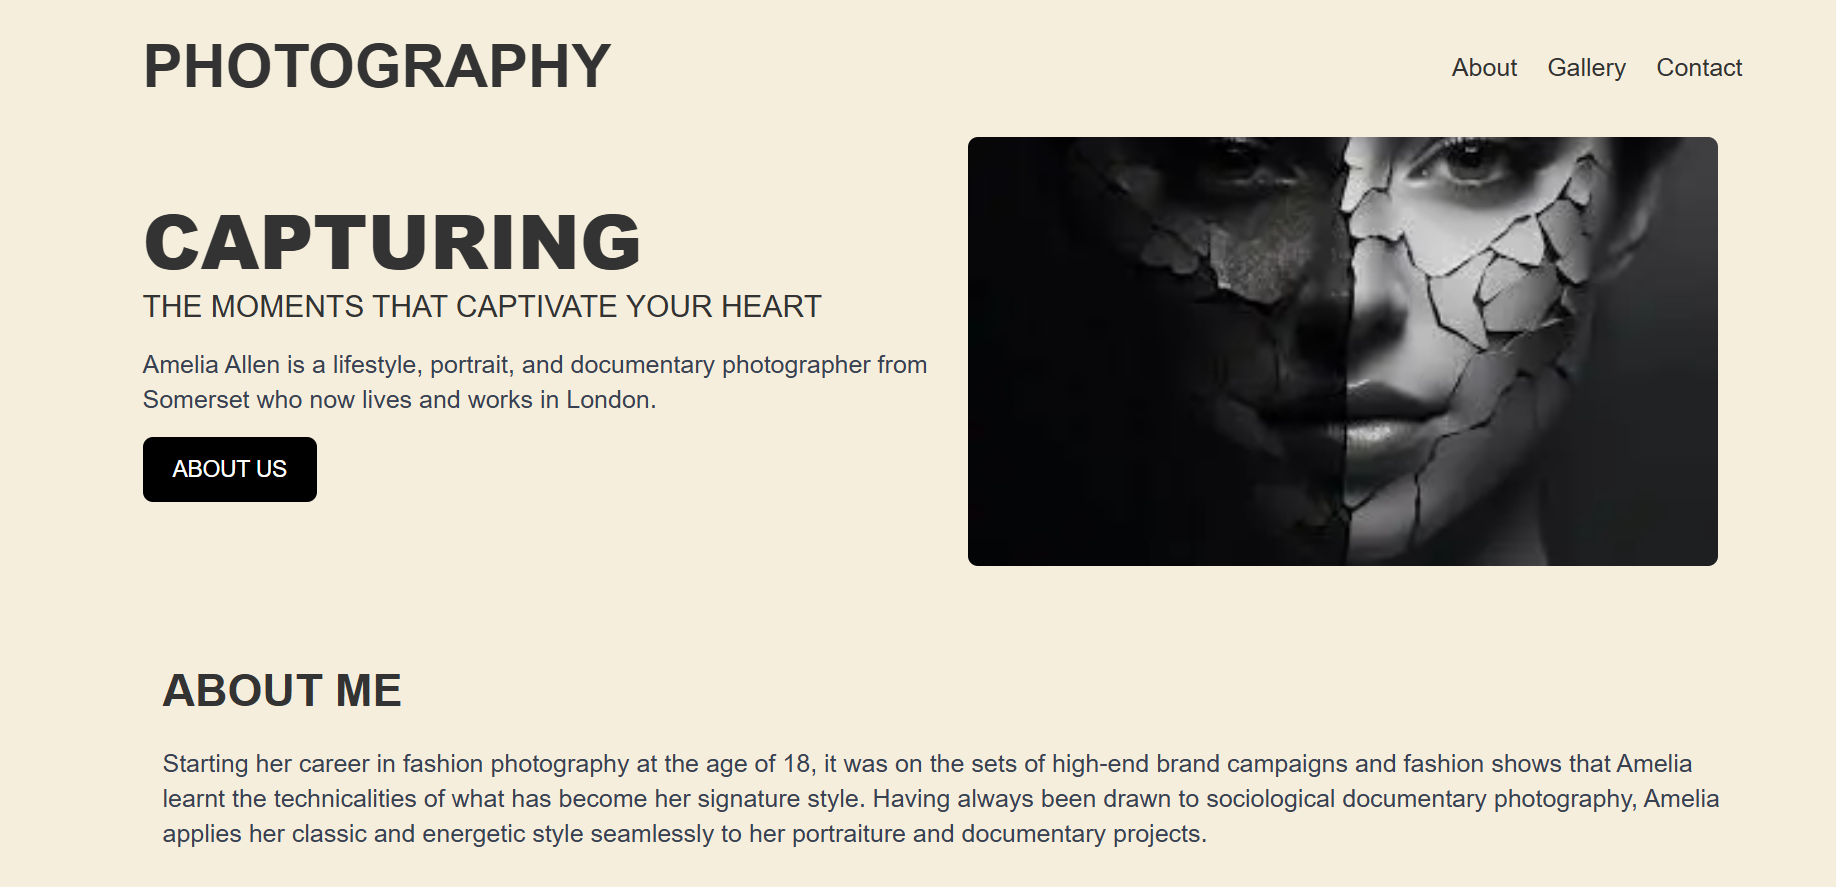 PHOTOGRAPHY
About Gallery Contact
CAPTURING
THE MOMENTS THAT CAPTIVATE YOUR HEART
Amelia Allen is a lifestyle, portrait, and documentary photographer from
Somerset who now lives and works in London.
ABOUT US
ABOUT ME
Starting her career in fashion photography at the age of 18, it was on the sets of high-end brand campaigns and fashion shows that Amelia
learnt the technicalities of what has become her signature style. Having always been drawn to sociological documentary photography, Amelia
applies her classic and energetic style seamlessly to her portraiture and documentary projects.